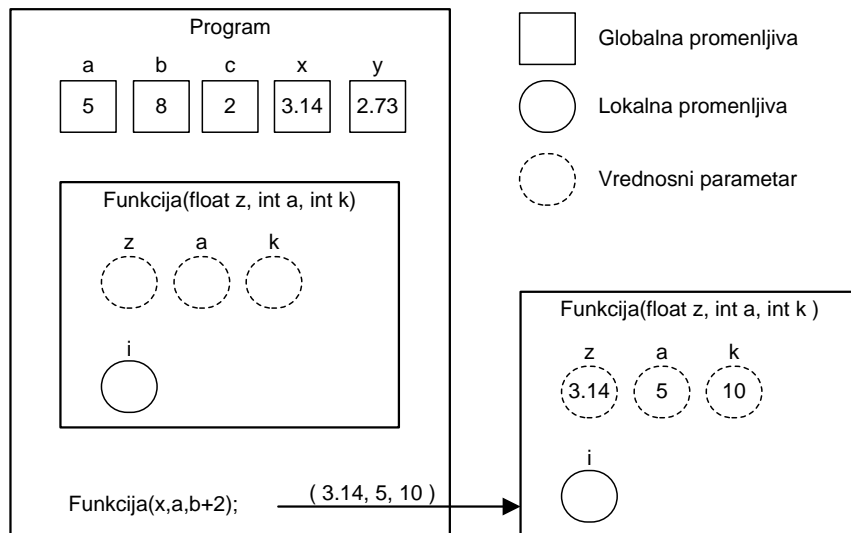 Program
a b c x y
5 8 2 3.14 2.73
Funkcija(float z, int a, int k)
z a k
i
Funkcija(x,a,b+2);
( 3.14, 5, 10 )
Globalna promenljiva
Lokalna promenljiva
Vrednosni parametar
Funkcija(float z, int a, int k )
z a k
3.14 5 10
i